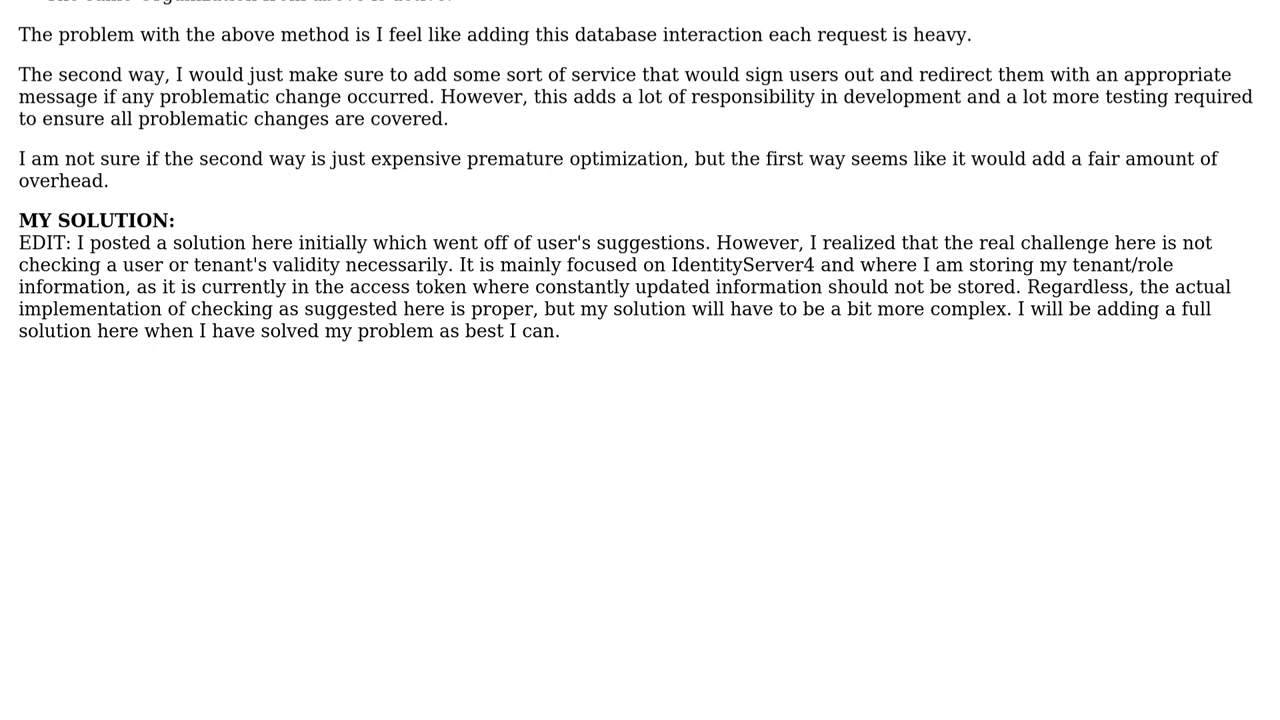 The problem with the above method is I feel like adding this database interaction each request is heavy.
The second way, I would just make sure to add some sort of service that would sign users out and redirect them with an appropriate
message if any problematic change occurred. However, this adds a lot of responsibility in development and a lot more testing required
to ensure all problematic changes are covered.
I am not sure if the second way is just expensive premature optimization, but the first way seems like it would add a fair amount of
overhead.
MY SOLUTION:
EDIT: I posted a solution here initially which went off of user's suggestions. However, I realized that the real challenge here is not
checking a user or tenant's validity necessarily. It is mainly focused on IdentityServer4 and where I am storing my tenant/role
information, as it is currently in the access token where constantly updated information should not be stored. Regardless, the actual
implementation of checking as suggested here is proper, but my solution will have to be a bit more complex. I will be adding a full
solution here when I have solved my problem as best I can.